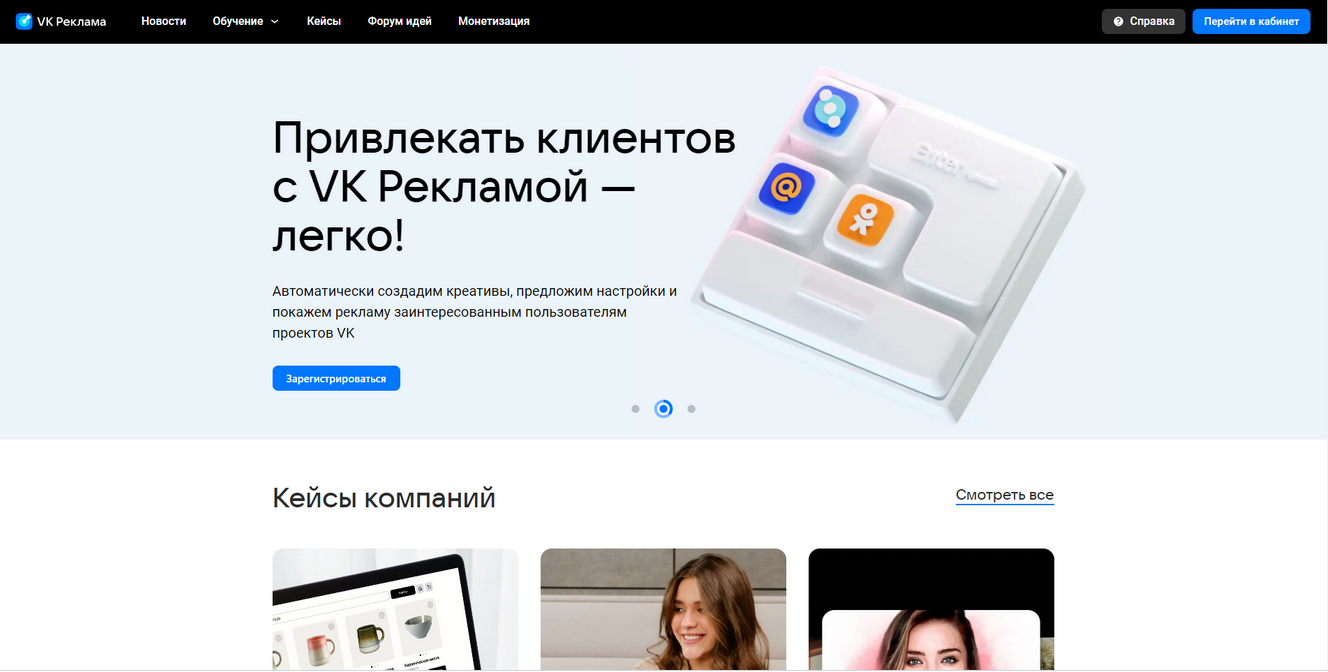 VK Реклама
Новости
Обучение
Кейсы
Форум идей
Монетизация
Справка
Перейти в кабинет
Привлекать клиентов
с VK Рекламой —
легко!
Enter
Автоматически создадим креативы, предложим настройки и
покажем рекламу заинтересованным пользователям
проектов VK
Зарегистрироваться
Кейсы компаний
Смотреть все